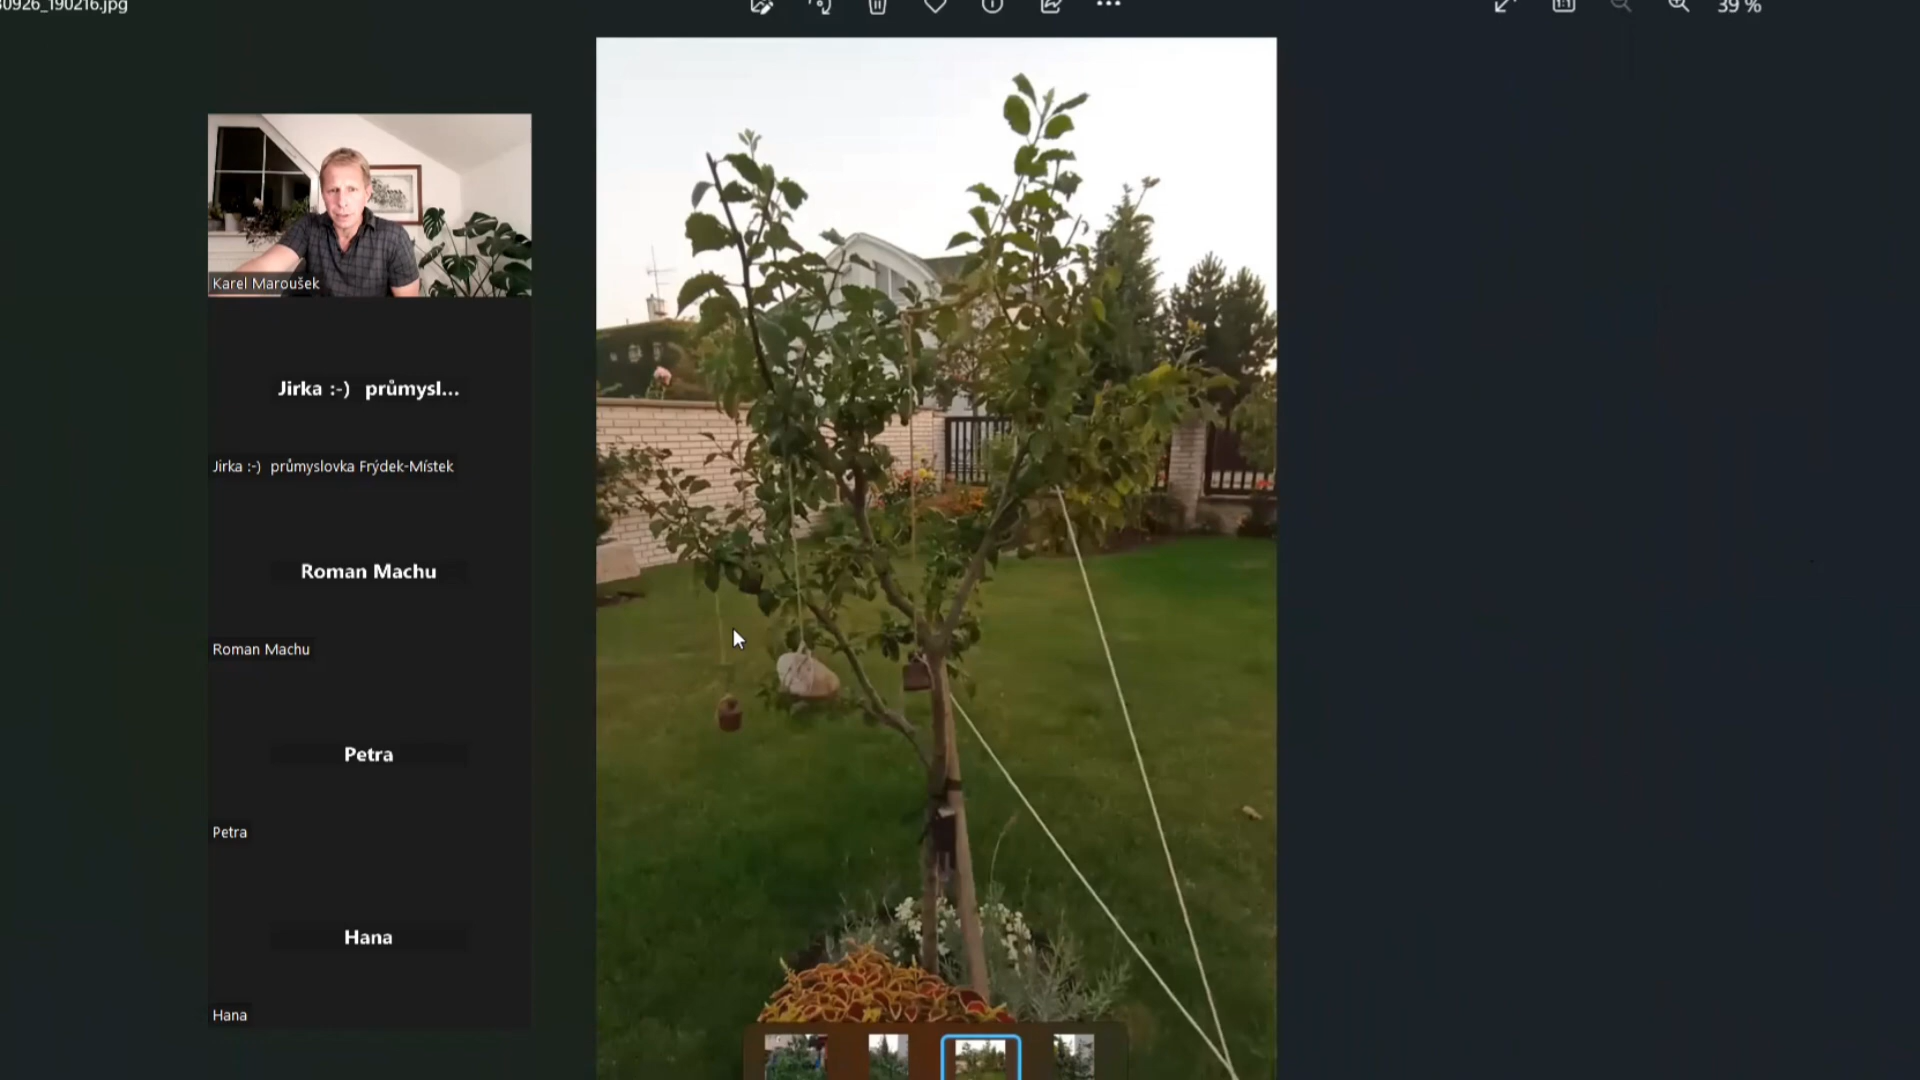 0926_190216.jpg
39 %
Karel Maroušek
Jirka :-) průmysl...
Jirka :-) průmyslovka Frýdek-Místek
Roman Machu
Roman Machu
Petra
Petra
Hana
Hana